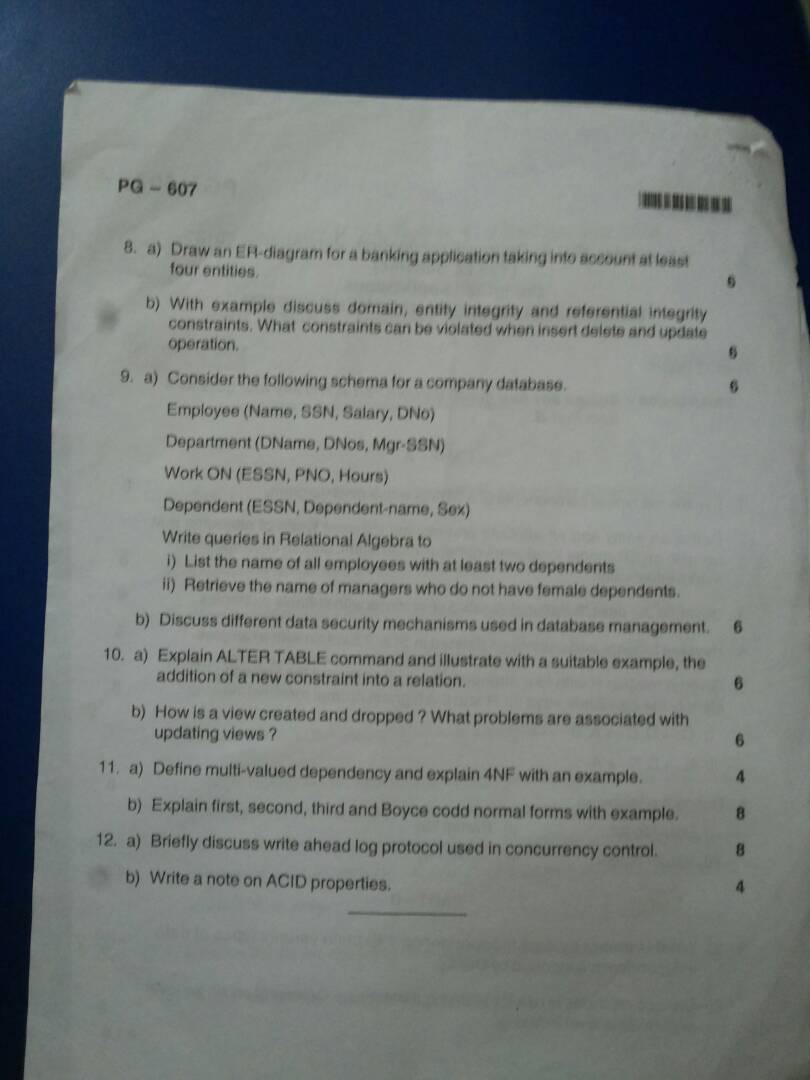 PG – 607
8. a) Draw an ER-diagram for a banking application taking into account at least
four entities. 6
b) With example discuss domain, entity integrity and referential integrity
constraints. What constraints can be violated when insert delete and update
operation. 6
9. a) Consider the following schema for a company database. 6
Employee (Name, SSN, Salary, DNo)
Department (DName, DNos, Mgr-SSN)
Work ON (ESSN, PNO, Hours)
Dependent (ESSN, Dependent-name, Sex)
Write queries in Relational Algebra to
i) List the name of all employees with at least two dependents
ii) Retrieve the name of managers who do not have female dependents.
b) Discuss different data security mechanisms used in database management. 6
10. a) Explain ALTER TABLE command and illustrate with a suitable example, the
addition of a new constraint into a relation. 6
b) How is a view created and dropped ? What problems are associated with
updating views ? 6
11. a) Define multi-valued dependency and explain 4NF with an example. 4
b) Explain first, second, third and Boyce codd normal forms with example. 8
12. a) Briefly discuss write ahead log protocol used in concurrency control. 8
b) Write a note on ACID properties. 4